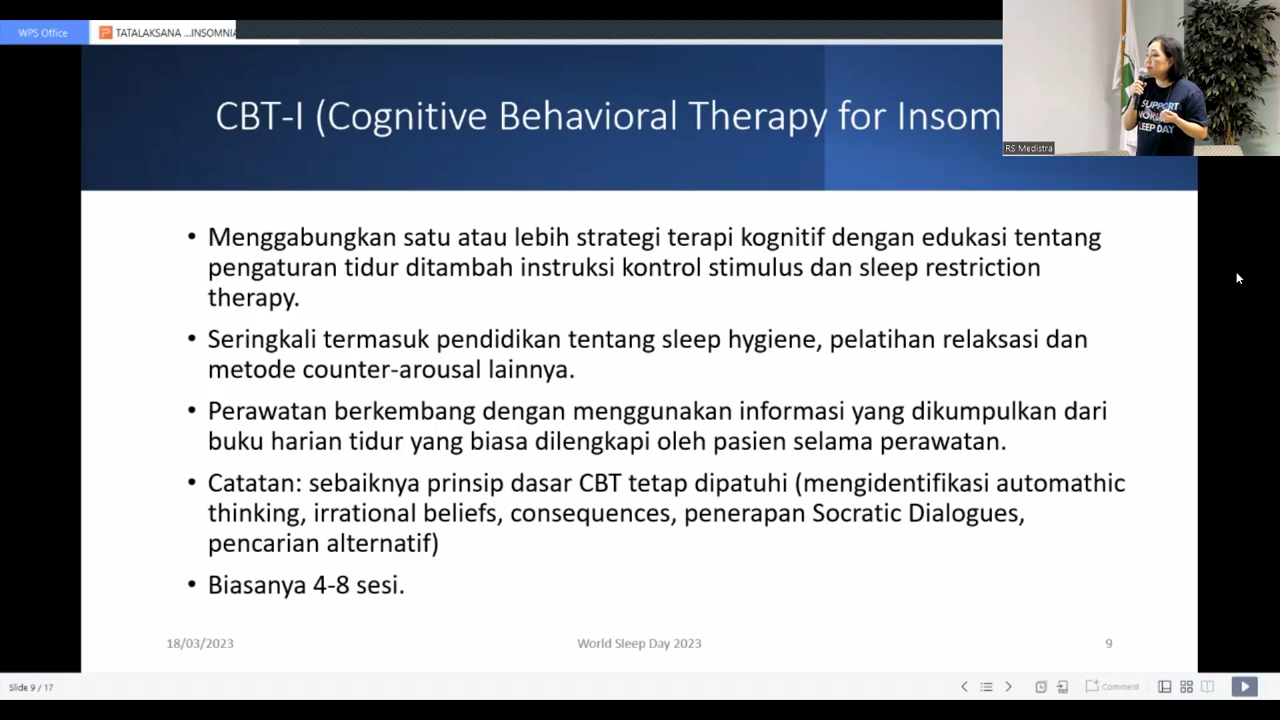 WPS Office
TATALAKSANA ...INSOMNIA
CBT-I (Cognitive Behavioral Therapy for Insom
SUPPORT
WORLD
SLEEP DAY
RS Medistra
• Menggabungkan satu atau lebih strategi terapi kognitif dengan edukasi tentang
pengaturan tidur ditambah instruksi kontrol stimulus dan sleep restriction
therapy.
• Seringkali termasuk pendidikan tentang sleep hygiene, pelatihan relaksasi dan
metode counter-arousal lainnya.
• Perawatan berkembang dengan menggunakan informasi yang dikumpulkan dari
buku harian tidur yang biasa dilengkapi oleh pasien selama perawatan.
• Catatan: sebaiknya prinsip dasar CBT tetap dipatuhi (mengidentifikasi automathic
thinking, irrational beliefs, consequences, penerapan Socratic Dialogues,
pencarian alternatif)
• Biasanya 4-8 sesi.
18/03/2023
World Sleep Day 2023
9
Slide 9 / 17
Comment